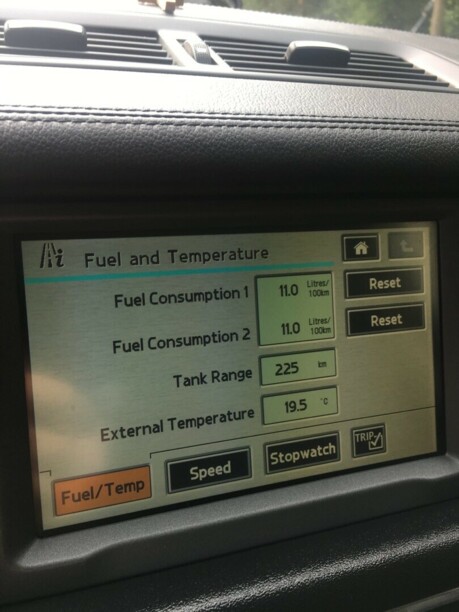 i Fuel and Temperature
Fuel Consumption 1 11.0 Litres/100km Reset
Fuel Consumption 2 11.0 Litres/100km Reset
Tank Range 225 km
External Temperature 19.5 °C
Fuel/Temp Speed Stopwatch TRIP